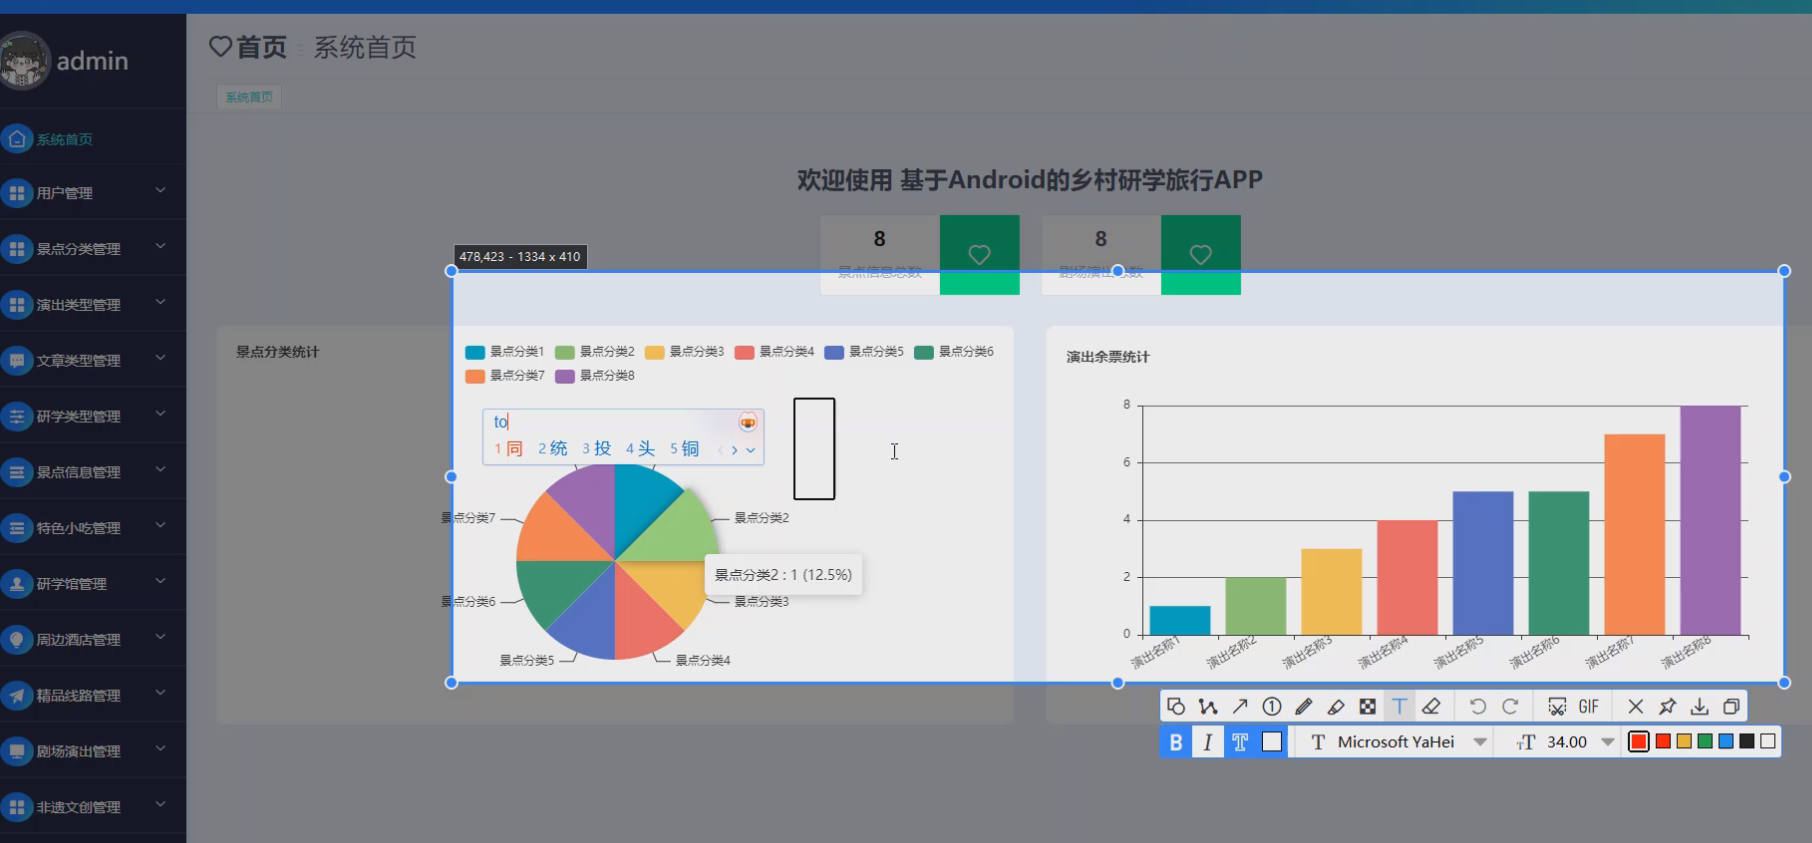 admin
首页
系统首页
系统首页
系统首页
用户管理
景点分类管理
演出类型管理
文章类型管理
研学类型管理
景点信息管理
特色小吃管理
研学馆管理
周边酒店管理
精品线路管理
剧场演出管理
非遗文创管理
欢迎使用 基于Android的乡村研学旅行APP
8
景点信息总数
8
剧场演出总数
478,423 - 1334 x 410
景点分类统计
景点分类1 景点分类2 景点分类3 景点分类4 景点分类5 景点分类6
景点分类7 景点分类8
to
1 同 2 统 3 投 4 头 5 铜
景点分类7
景点分类2
景点分类2 : 1 (12.5%)
景点分类6
景点分类3
景点分类5
景点分类4
演出余票统计
8
6
4
2
0
演出名称1 演出名称2 演出名称3 演出名称4 演出名称5 演出名称6 演出名称7 演出名称8
1 T GIF
B I T T Microsoft YaHei TT 34.00